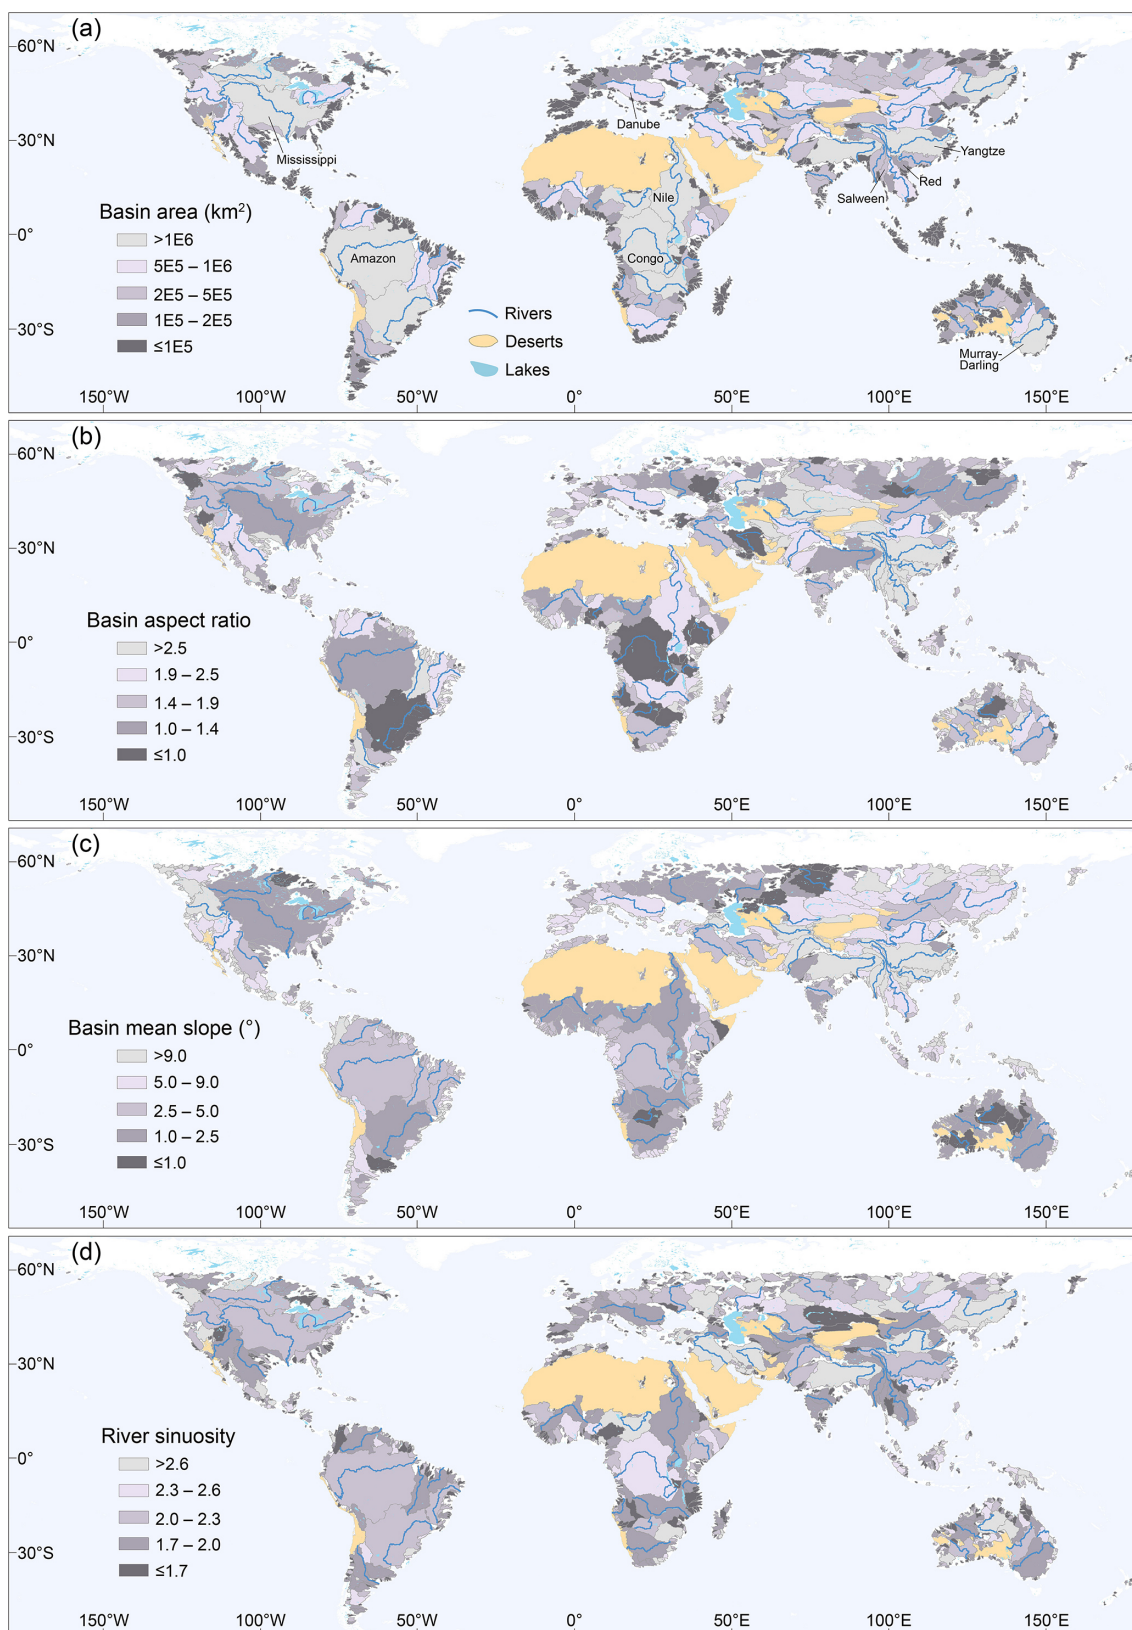 (a)
60°N
30°N
0°
30°S
Mississippi
Amazon
Danube
Nile
Congo
Yangtze
Red
Salween
Murray-
Darling
Basin area (km²)
>1E6
5E5 – 1E6
2E5 – 5E5
1E5 – 2E5
≤1E5
Rivers
Deserts
Lakes
150°W 100°W 50°W 0° 50°E 100°E 150°E
(b)
60°N
30°N
0°
30°S
Basin aspect ratio
>2.5
1.9 – 2.5
1.4 – 1.9
1.0 – 1.4
≤1.0
150°W 100°W 50°W 0° 50°E 100°E 150°E
(c)
60°N
30°N
0°
30°S
Basin mean slope (°)
>9.0
5.0 – 9.0
2.5 – 5.0
1.0 – 2.5
≤1.0
150°W 100°W 50°W 0° 50°E 100°E 150°E
(d)
60°N
30°N
0°
30°S
River sinuosity
>2.6
2.3 – 2.6
2.0 – 2.3
1.7 – 2.0
≤1.7
150°W 100°W 50°W 0° 50°E 100°E 150°E